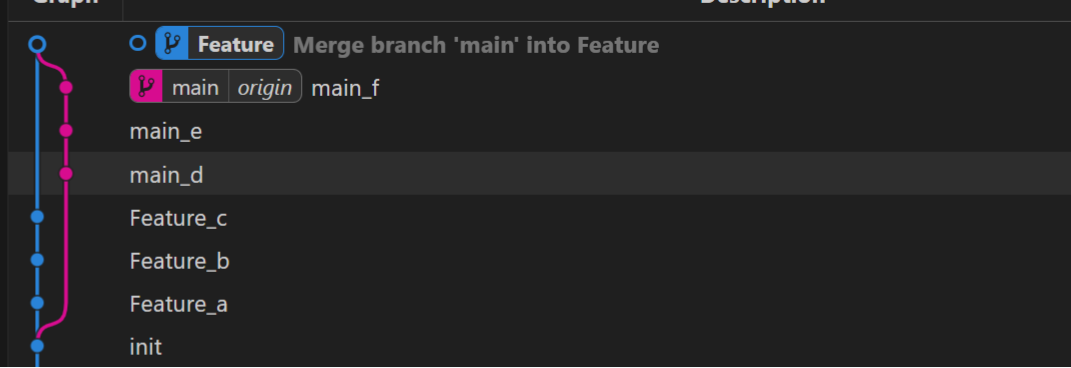 Graph Description
Feature Merge branch 'main' into Feature
main origin main_f
main_e
main_d
Feature_c
Feature_b
Feature_a
init